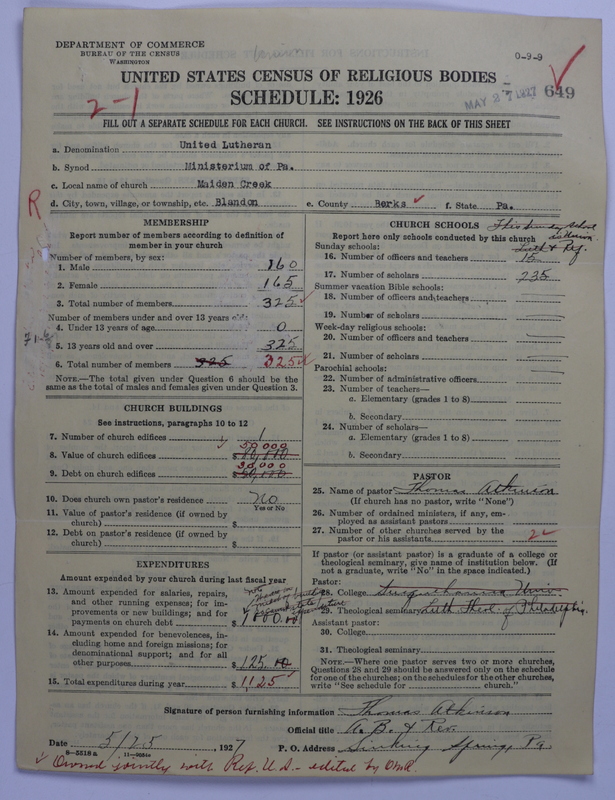 DEPARTMENT OF COMMERCE
BUREAU OF THE CENSUS
WASHINGTON
O-9-9
UNITED STATES CENSUS OF RELIGIOUS BODIES
SCHEDULE: 1926
2-1
MAY 27 1927
649
FILL OUT A SEPARATE SCHEDULE FOR EACH CHURCH. SEE INSTRUCTIONS ON THE BACK OF THIS SHEET
a. Denomination United Lutheran
b. Synod Ministerium of Pa.
c. Local name of church Maiden Creek
d. City, town, village, or township, etc. Blandon e. County Berks f. State Pa.
R
MEMBERSHIP
Report number of members according to definition of member in your church
Number of members, by sex:
1. Male 160
2. Female 165
3. Total number of members 325
Number of members under and over 13 years old:
4. Under 13 years of age 0
5. 13 years old and over 325
6. Total number of members 325 325
NOTE.—The total given under Question 6 should be the same as the total of males and females given under Question 3.
CHURCH BUILDINGS
See instructions, paragraphs 10 to 12
7. Number of church edifices 1
50,000
8. Value of church edifices $
30,000
9. Debt on church edifices $
10. Does church own pastor's residence No
Yes or No
11. Value of pastor's residence (if owned by church) $
12. Debt on pastor's residence (if owned by church) $
EXPENDITURES
Amount expended by your church during last fiscal year
13. Amount expended for salaries, repairs, and other running expenses; for improvements or new buildings; and for payments on church debt $ 1000.00
14. Amount expended for benevolences, including home and foreign missions; for denominational support; and for all other purposes $ 125.00
15. Total expenditures during year $ 1,125
CHURCH SCHOOLS This Sunday school
is Union
Luth & Ref.
Report here only schools conducted by this church
Sunday schools:
16. Number of officers and teachers 15
17. Number of scholars 235
Summer vacation Bible schools:
18. Number of officers and teachers
19. Number of scholars
Week-day religious schools:
20. Number of officers and teachers
21. Number of scholars
Parochial schools:
22. Number of administrative officers
23. Number of teachers—
a. Elementary (grades 1 to 8)
b. Secondary
24. Number of scholars—
a. Elementary (grades 1 to 8)
b. Secondary
PASTOR
25. Name of pastor Thomas Atkinson
(If church has no pastor, write "None")
26. Number of ordained ministers, if any, employed as assistant pastors
27. Number of other churches served by the pastor or his assistants 2
If pastor (or assistant pastor) is a graduate of a college or theological seminary, give name of institution below. (If not a graduate, write "No" in the space indicated.)
Pastor:
28. College Susquehanna Univ.
29. Theological seminary Luth Theol. of Philadelphia
Assistant pastor:
30. College
31. Theological seminary
NOTE.—Where one pastor serves two or more churches, Questions 28 and 29 should be answered only on the schedule for one of the churches; on the schedules for the other churches, write "See schedule for church."
Signature of person furnishing information Thomas Atkinson
Official title A.B. & Rev.
Date 5/25, 1927 P. O. Address Sinking Spring, Pa
8-5518a 11-9551
Owned jointly with Ref. U.S. - edited by